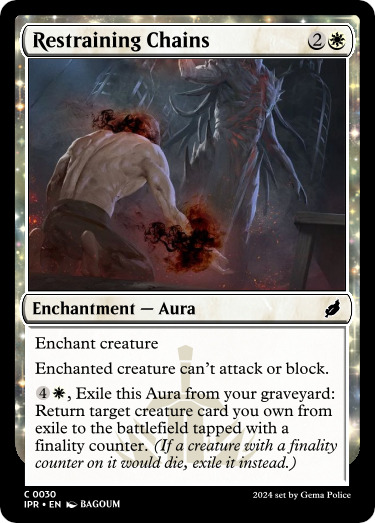 Restraining Chains 2
Enchantment — Aura
Enchant creature
Enchanted creature can't attack or block.
4, Exile this Aura from your graveyard:
Return target creature card you own from
exile to the battlefield tapped with a
finality counter. (If a creature with a finality
counter on it would die, exile it instead.)
C 0030
IPR • EN BAGOUM
2024 set by Gema Police